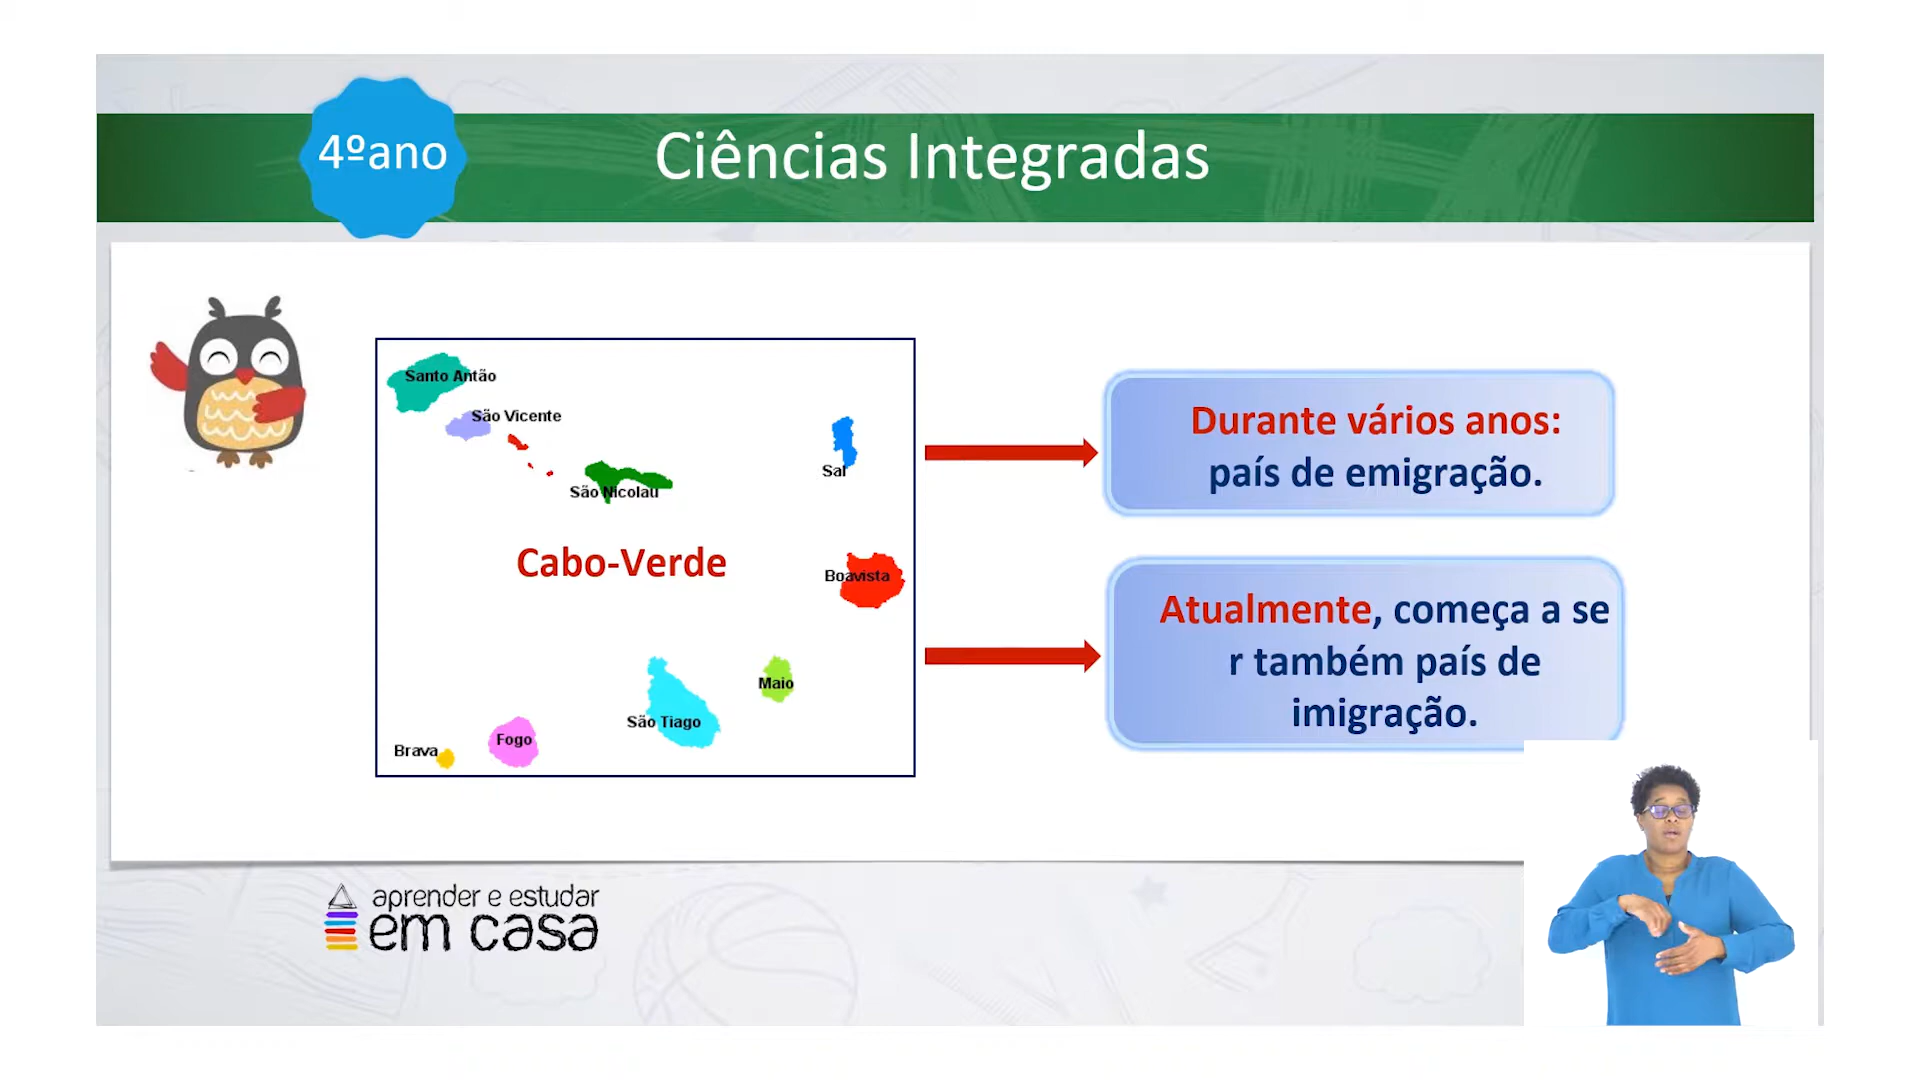 4ºano
Ciências Integradas
Santo Antão
São Vicente
São Nicolau
Sal
Cabo-Verde
Boavista
Maio
São Tiago
Fogo
Brava
Durante vários anos:
país de emigração.
Atualmente, começa a se
r também país de
imigração.
aprender e estudar
em casa